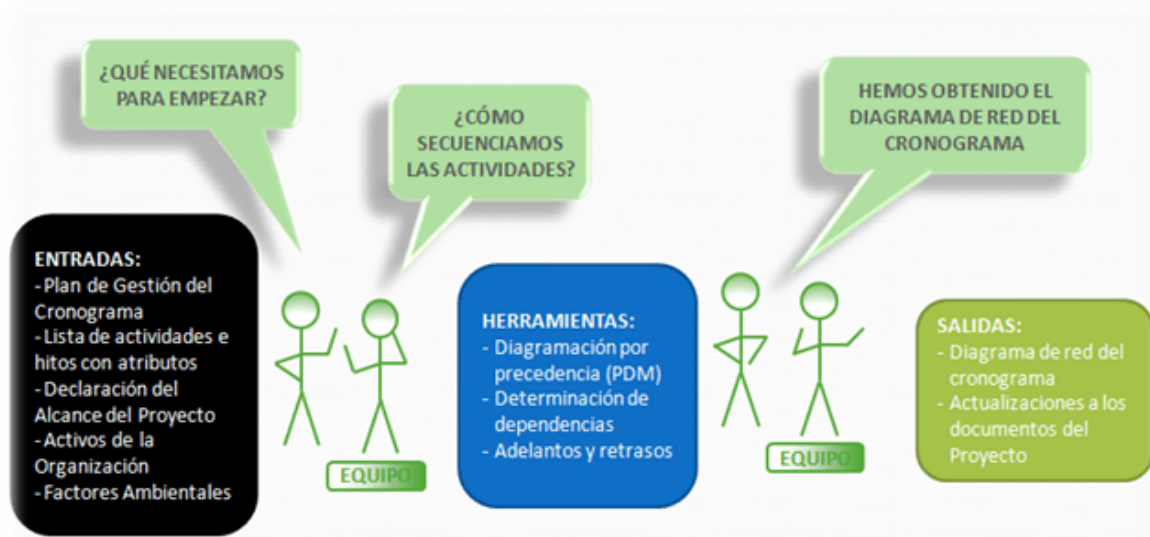 ¿QUÉ NECESITAMOS
PARA EMPEZAR?
¿CÓMO
SECUENCIAMOS
LAS ACTIVIDADES?
HEMOS OBTENIDO EL
DIAGRAMA DE RED DEL
CRONOGRAMA
ENTRADAS:
- Plan de Gestión del
Cronograma
- Lista de actividades e
hitos con atributos
- Declaración del
Alcance del Proyecto
- Activos de la
Organización
- Factores Ambientales
EQUIPO
HERRAMIENTAS:
- Diagramación por
precedencia (PDM)
- Determinación de
dependencias
- Adelantos y retrasos
EQUIPO
SALIDAS:
- Diagrama de red del
cronograma
- Actualizaciones a los
documentos del
Proyecto